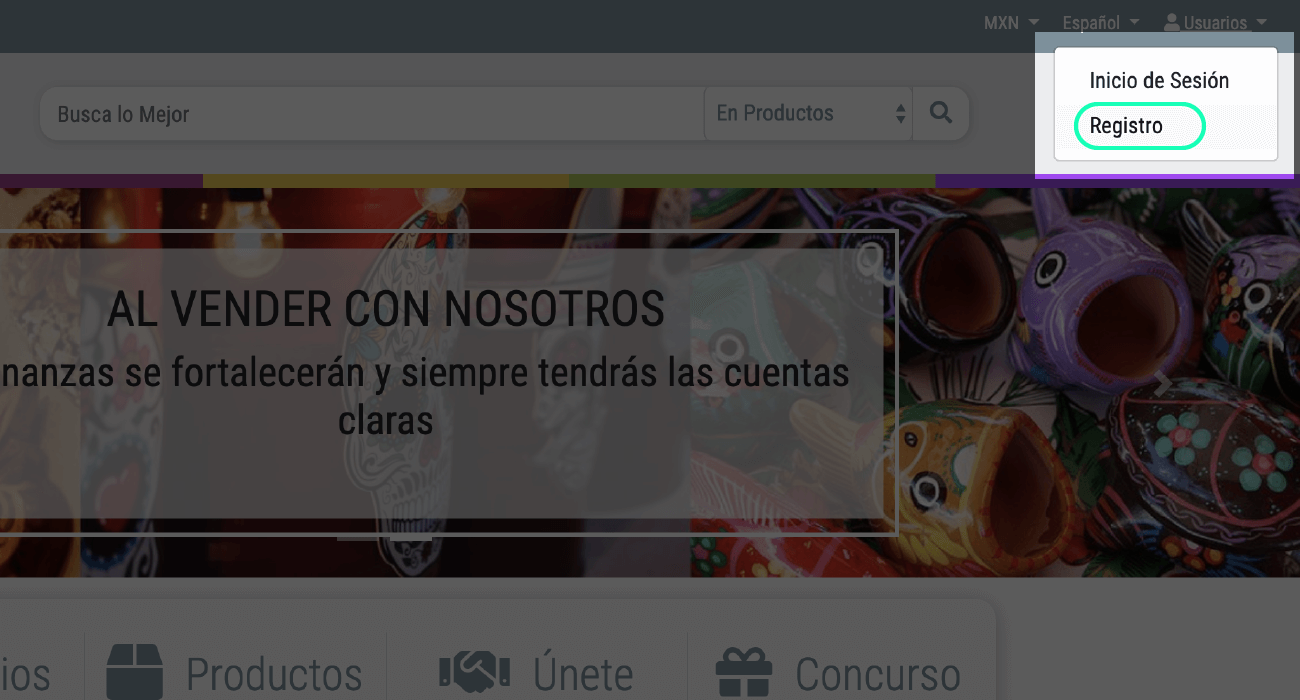 MXN Español Usuarios
Inicio de Sesión
Registro
Busca lo Mejor En Productos
AL VENDER CON NOSOTROS
nanzas se fortalecerán y siempre tendrás las cuentas
claras
ios Productos Únete Concurso